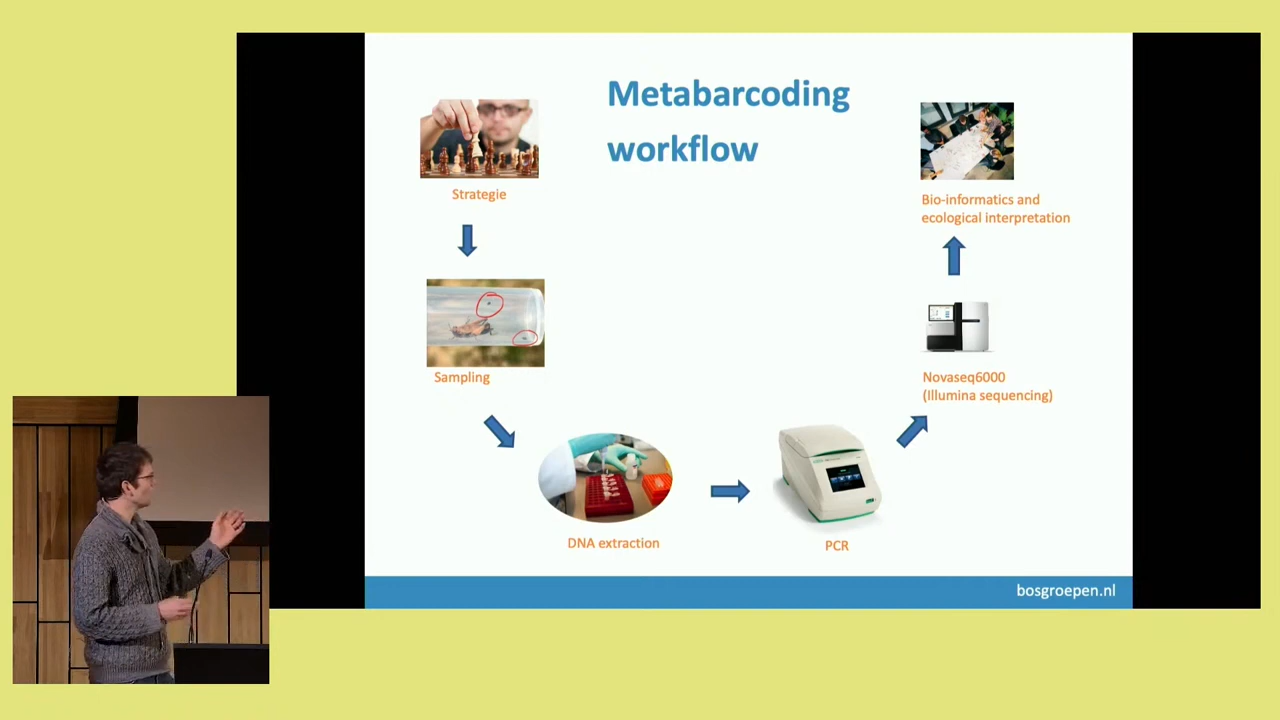 Metabarcoding
workflow
Strategie
Sampling
DNA extraction
PCR
Novaseq6000
(Illumina sequencing)
Bio-informatics and
ecological interpretation
bosgroepen.nl